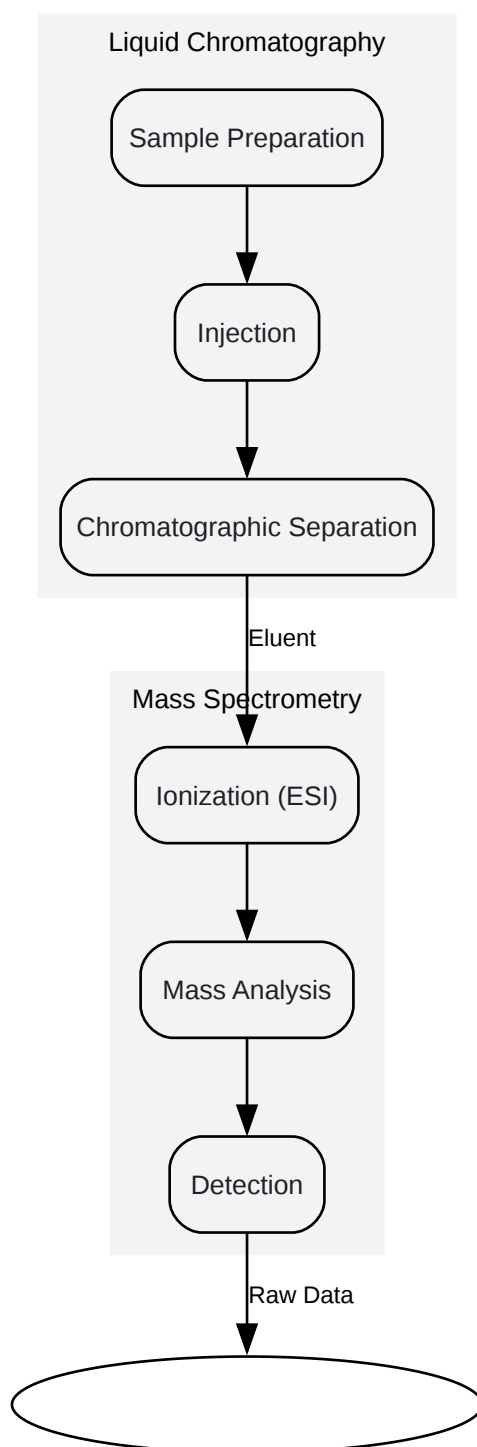 Liquid Chromatography
Sample Preparation
Injection
Chromatographic Separation
Eluent
Mass Spectrometry
Ionization (ESI)
Mass Analysis
Detection
Raw Data